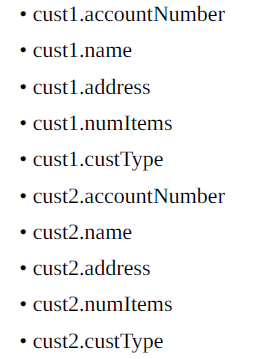 • cust1.accountNumber
• cust1.name
• cust1.address
• cust1.numItems
• cust1.custType
• cust2.accountNumber
• cust2.name
• cust2.address
• cust2.numItems
• cust2.custType